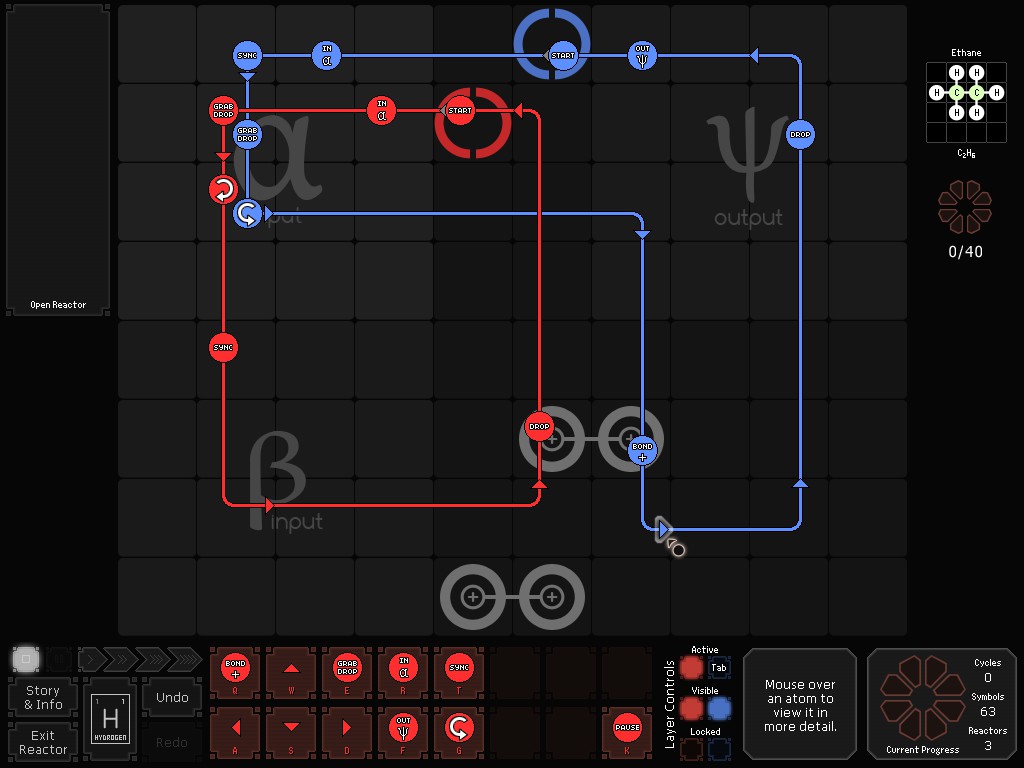 SYNC
IN
α
START
OUT
ψ
Ethane
H H
H C C H
H H
C₂H₆
GRAB
DROP
IN
α
START
GRAB
DROP
DROP
α
input
ψ
output
0/40
Open Reactor
SYNC
DROP
BOND
+
β
input
Story
& Info
Exit
Reactor
1 1
H
HYDROGEN
Undo
Redo
BOND
+
Q
W
GRAB
DROP
E
IN
α
R
SYNC
T
A
S
D
OUT
ψ
F
G
PAUSE
K
Layer Controls
Active
Tab
Visible
Locked
Mouse over
an atom to
view it in
more detail.
Cycles
0
Symbols
63
Reactors
3
Current Progress